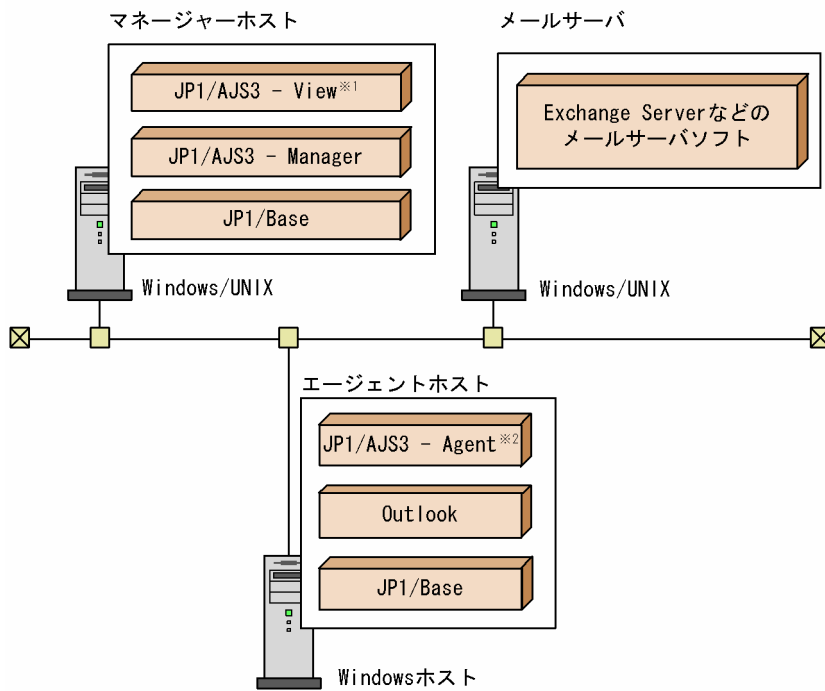 マネージャーホスト
JP1/AJS3 - View※1
JP1/AJS3 - Manager
JP1/Base
Windows/UNIX
メールサーバ
Exchange Serverなどの
メールサーバソフト
Windows/UNIX
エージェントホスト
JP1/AJS3 - Agent※2
Outlook
JP1/Base
Windowsホスト